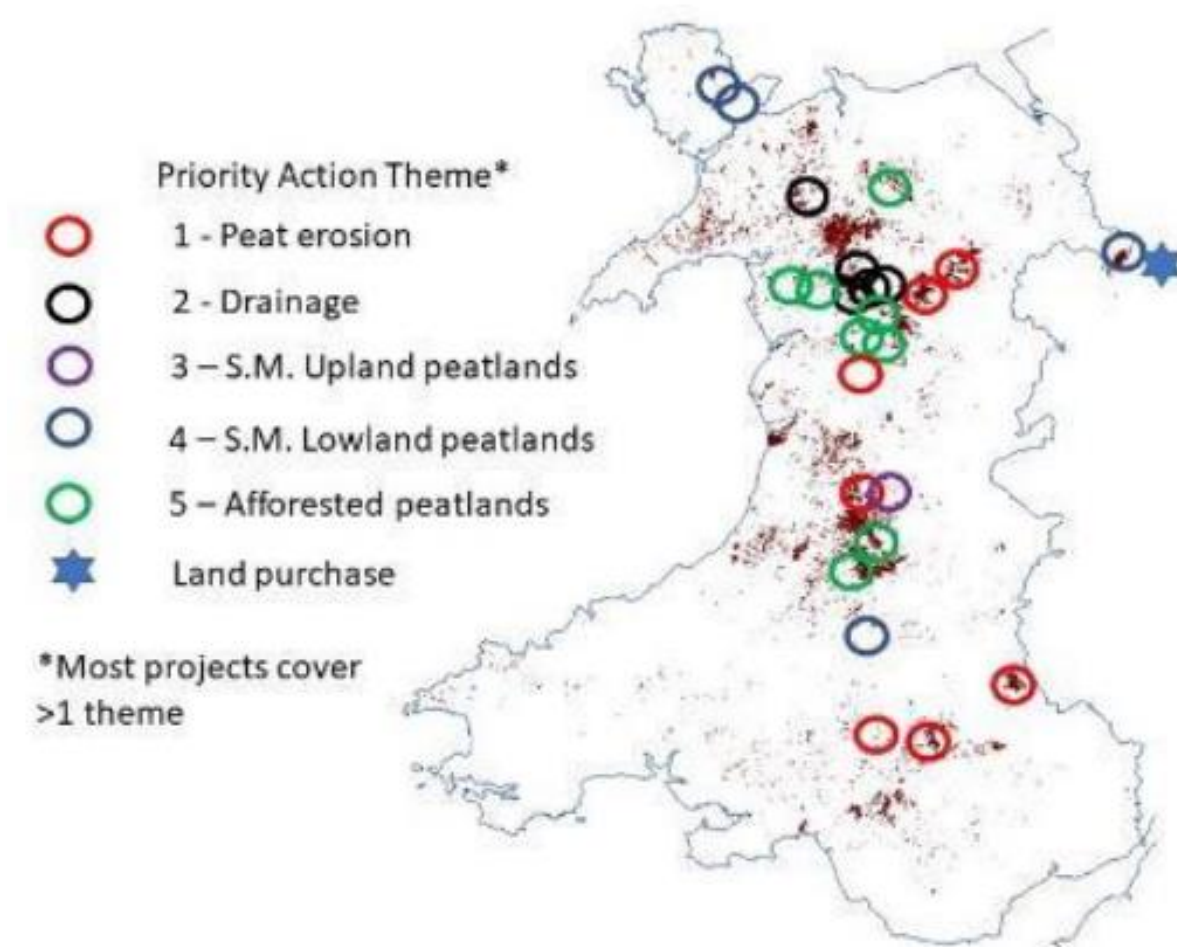 Priority Action Theme*
1 - Peat erosion
2 - Drainage
3 – S.M. Upland peatlands
4 – S.M. Lowland peatlands
5 – Afforested peatlands
Land purchase
*Most projects cover
>1 theme